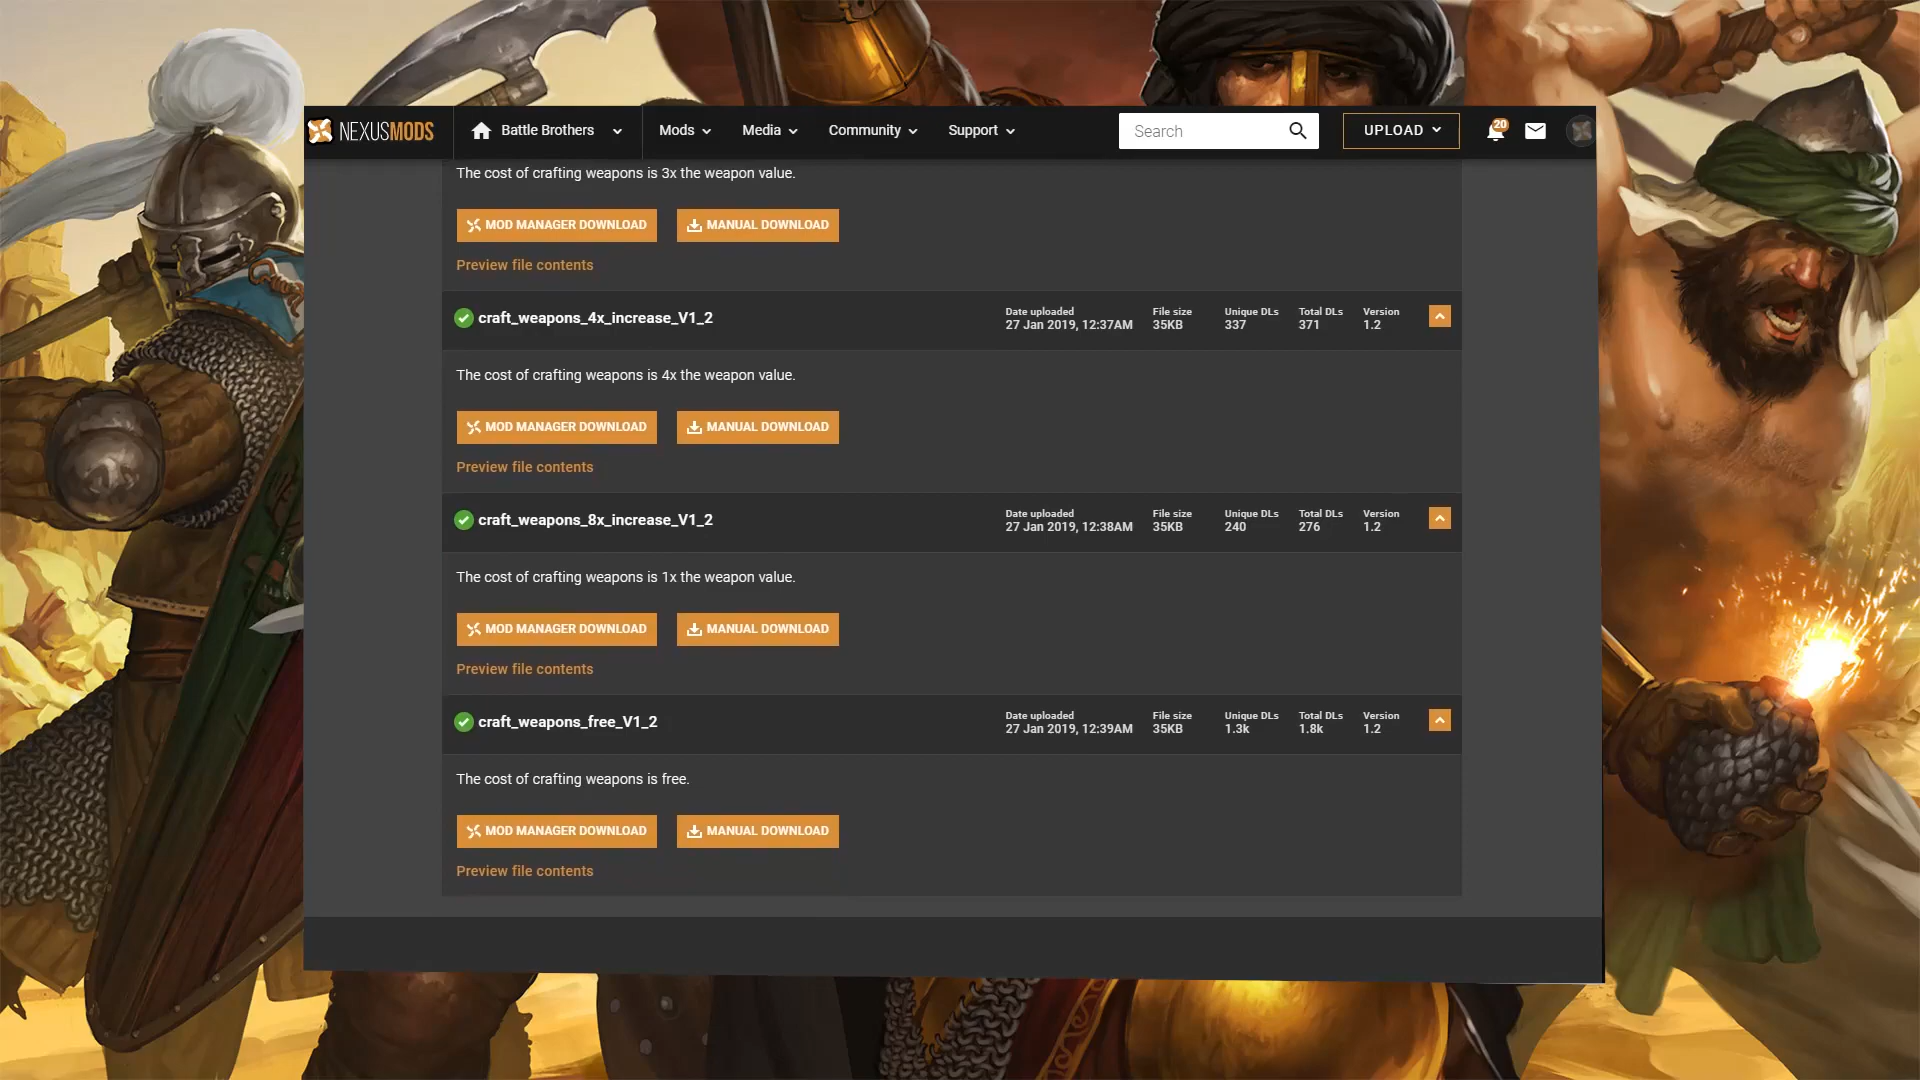 NEXUSMODS Battle Brothers Mods Media Community Support Search UPLOAD 20
The cost of crafting weapons is 3x the weapon value.
MOD MANAGER DOWNLOAD MANUAL DOWNLOAD
Preview file contents
craft_weapons_4x_increase_V1_2
Date uploaded File size Unique DLs Total DLs Version
27 Jan 2019, 12:37AM 35KB 337 371 1.2
The cost of crafting weapons is 4x the weapon value.
MOD MANAGER DOWNLOAD MANUAL DOWNLOAD
Preview file contents
craft_weapons_8x_increase_V1_2
Date uploaded File size Unique DLs Total DLs Version
27 Jan 2019, 12:38AM 35KB 240 276 1.2
The cost of crafting weapons is 1x the weapon value.
MOD MANAGER DOWNLOAD MANUAL DOWNLOAD
Preview file contents
craft_weapons_free_V1_2
Date uploaded File size Unique DLs Total DLs Version
27 Jan 2019, 12:39AM 35KB 1.3k 1.8k 1.2
The cost of crafting weapons is free.
MOD MANAGER DOWNLOAD MANUAL DOWNLOAD
Preview file contents